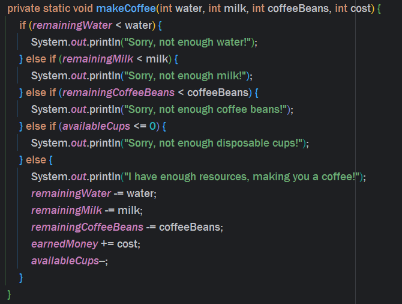 private static void makeCoffee(int water, int milk, int coffeeBeans, int cost) {
if (remainingWater < water) {
System.out.println("Sorry, not enough water!");
} else if (remainingMilk < milk) {
System.out.println("Sorry, not enough milk!");
} else if (remainingCoffeeBeans < coffeeBeans) {
System.out.println("Sorry, not enough coffee beans!");
} else if (availableCups <= 0) {
System.out.println("Sorry, not enough disposable cups!");
} else {
System.out.println("I have enough resources, making you a coffee!");
remainingWater -= water;
remainingMilk -= milk;
remainingCoffeeBeans -= coffeeBeans;
earnedMoney += cost;
availableCups--;
}
}